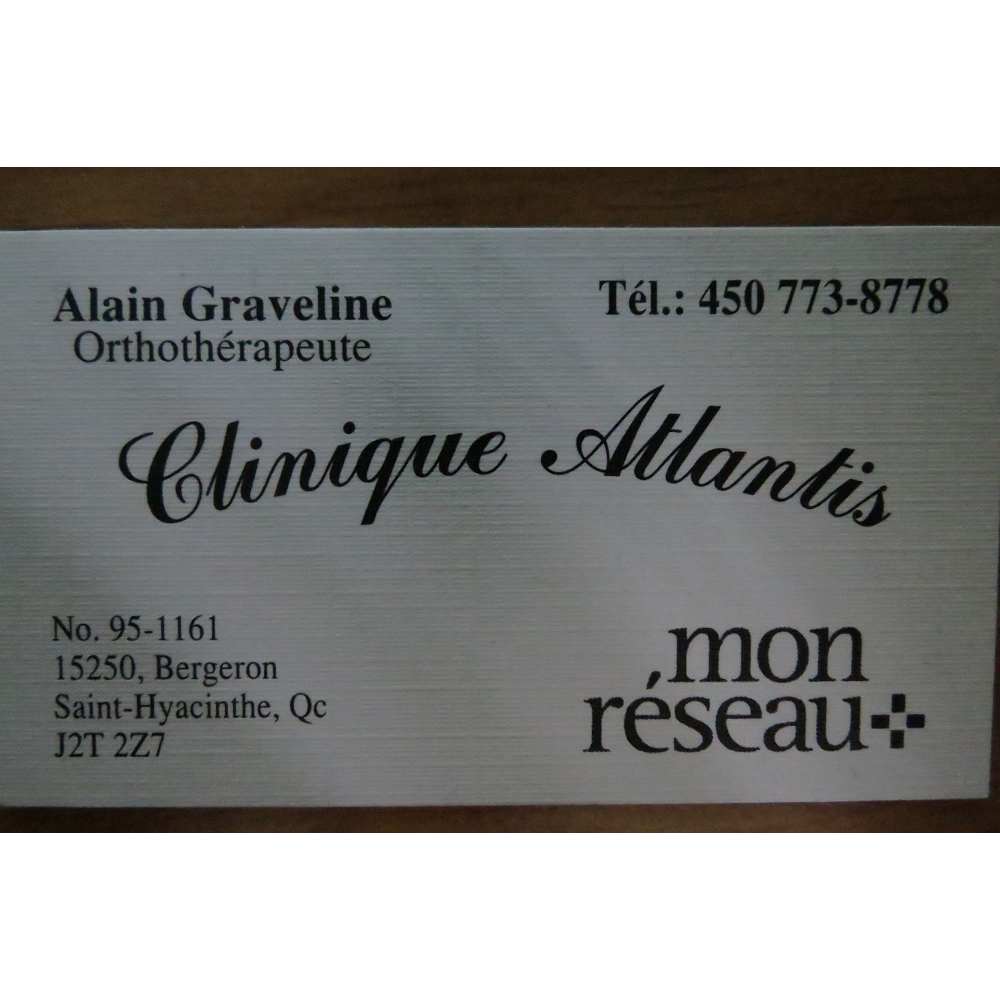 Alain Graveline
Orthothérapeute
Tél.: 450 773-8778
Clinique Atlantis
No. 95-1161
15250, Bergeron
Saint-Hyacinthe, Qc
J2T 2Z7
mon
réseau+